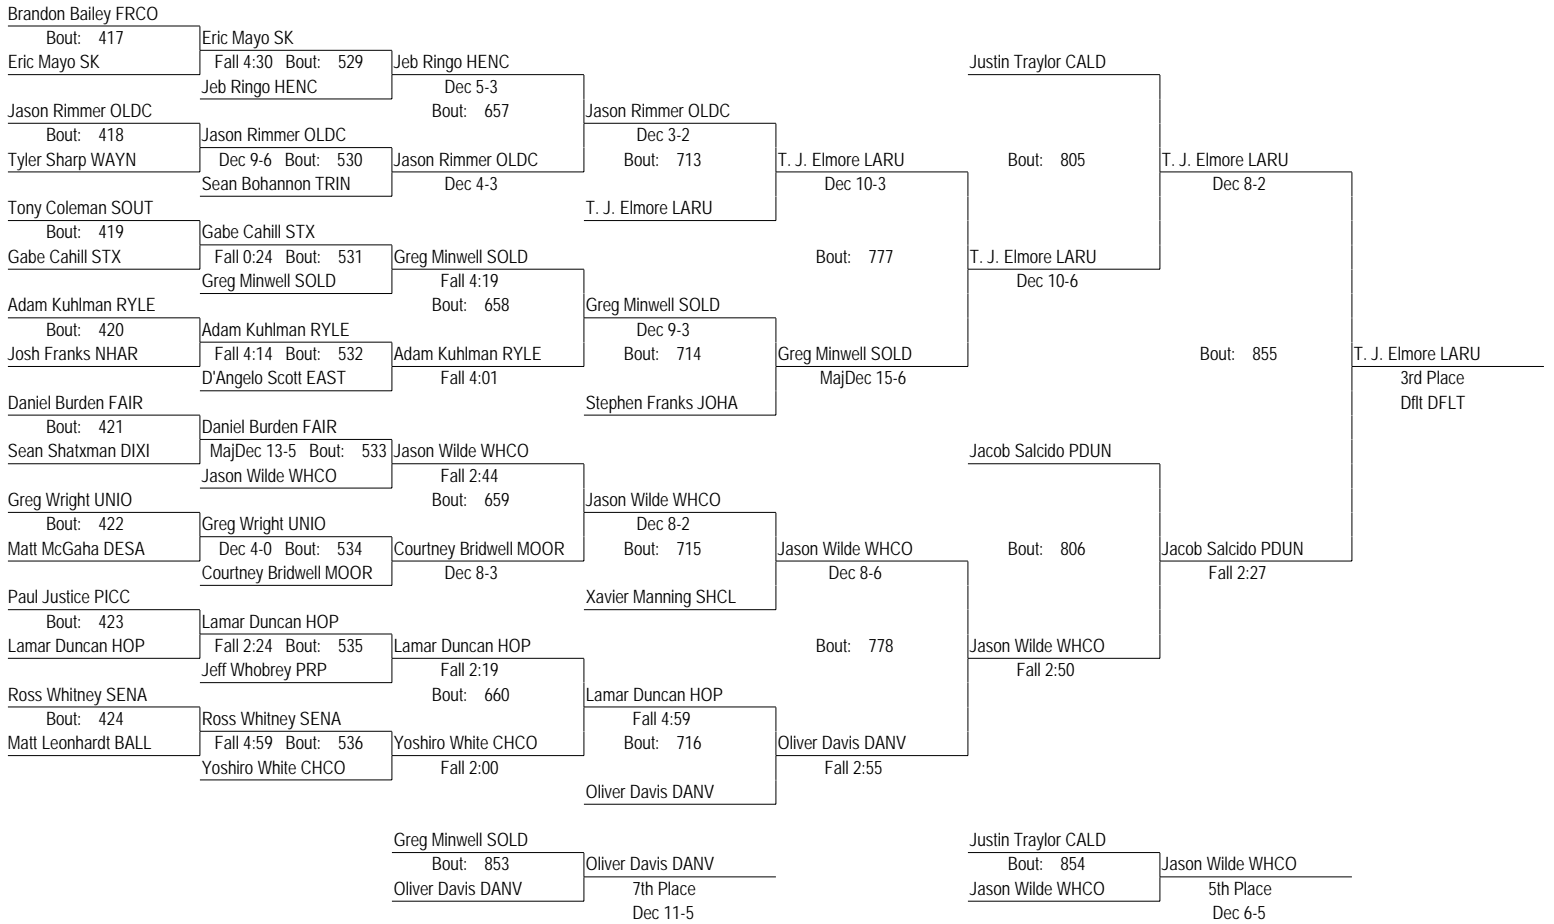 Brandon Bailey FRCO
Bout: 417
Eric Mayo SK
Jason Rimmer OLDC
Bout: 418
Tyler Sharp WAYN
Tony Coleman SOUT
Bout: 419
Gabe Cahill STX
Adam Kuhlman RYLE
Bout: 420
Josh Franks NHAR
Daniel Burden FAIR
Bout: 421
Sean Shatxman DIXI
Greg Wright UNIO
Bout: 422
Matt McGaha DESA
Paul Justice PICC
Bout: 423
Lamar Duncan HOP
Ross Whitney SENA
Bout: 424
Matt Leonhardt BALL
Eric Mayo SK
Fall 4:30 Bout: 529
Jeb Ringo HENC
Jason Rimmer OLDC
Dec 9-6 Bout: 530
Sean Bohannon TRIN
Gabe Cahill STX
Fall 0:24 Bout: 531
Greg Minwell SOLD
Adam Kuhlman RYLE
Fall 4:14 Bout: 532
D'Angelo Scott EAST
Daniel Burden FAIR
MajDec 13-5 Bout: 533
Jason Wilde WHCO
Greg Wright UNIO
Dec 4-0 Bout: 534
Courtney Bridwell MOOR
Lamar Duncan HOP
Fall 2:24 Bout: 535
Jeff Whobrey PRP
Ross Whitney SENA
Fall 4:59 Bout: 536
Yoshiro White CHCO
Jeb Ringo HENC
Dec 5-3
Bout: 657
Jason Rimmer OLDC
Dec 4-3
Greg Minwell SOLD
Fall 4:19
Bout: 658
Adam Kuhlman RYLE
Fall 4:01
Jason Wilde WHCO
Fall 2:44
Bout: 659
Courtney Bridwell MOOR
Dec 8-3
Lamar Duncan HOP
Fall 2:19
Bout: 660
Yoshiro White CHCO
Fall 2:00
Jason Rimmer OLDC
Dec 3-2
Bout: 713
T. J. Elmore LARU
Greg Minwell SOLD
Dec 9-3
Bout: 714
Stephen Franks JOHA
Jason Wilde WHCO
Dec 8-2
Bout: 715
Xavier Manning SHCL
Lamar Duncan HOP
Fall 4:59
Bout: 716
Oliver Davis DANV
T. J. Elmore LARU
Dec 10-3
Bout: 777
Greg Minwell SOLD
MajDec 15-6
Jason Wilde WHCO
Dec 8-6
Bout: 778
Oliver Davis DANV
Fall 2:55
Justin Traylor CALD
Bout: 805
T. J. Elmore LARU
Dec 10-6
Jacob Salcido PDUN
Bout: 806
Jason Wilde WHCO
Fall 2:50
T. J. Elmore LARU
Dec 8-2
Bout: 855
Jacob Salcido PDUN
Fall 2:27
T. J. Elmore LARU
3rd Place
Dflt DFLT
Greg Minwell SOLD
Bout: 853
Oliver Davis DANV
Oliver Davis DANV
7th Place
Dec 11-5
Justin Traylor CALD
Bout: 854
Jason Wilde WHCO
Jason Wilde WHCO
5th Place
Dec 6-5